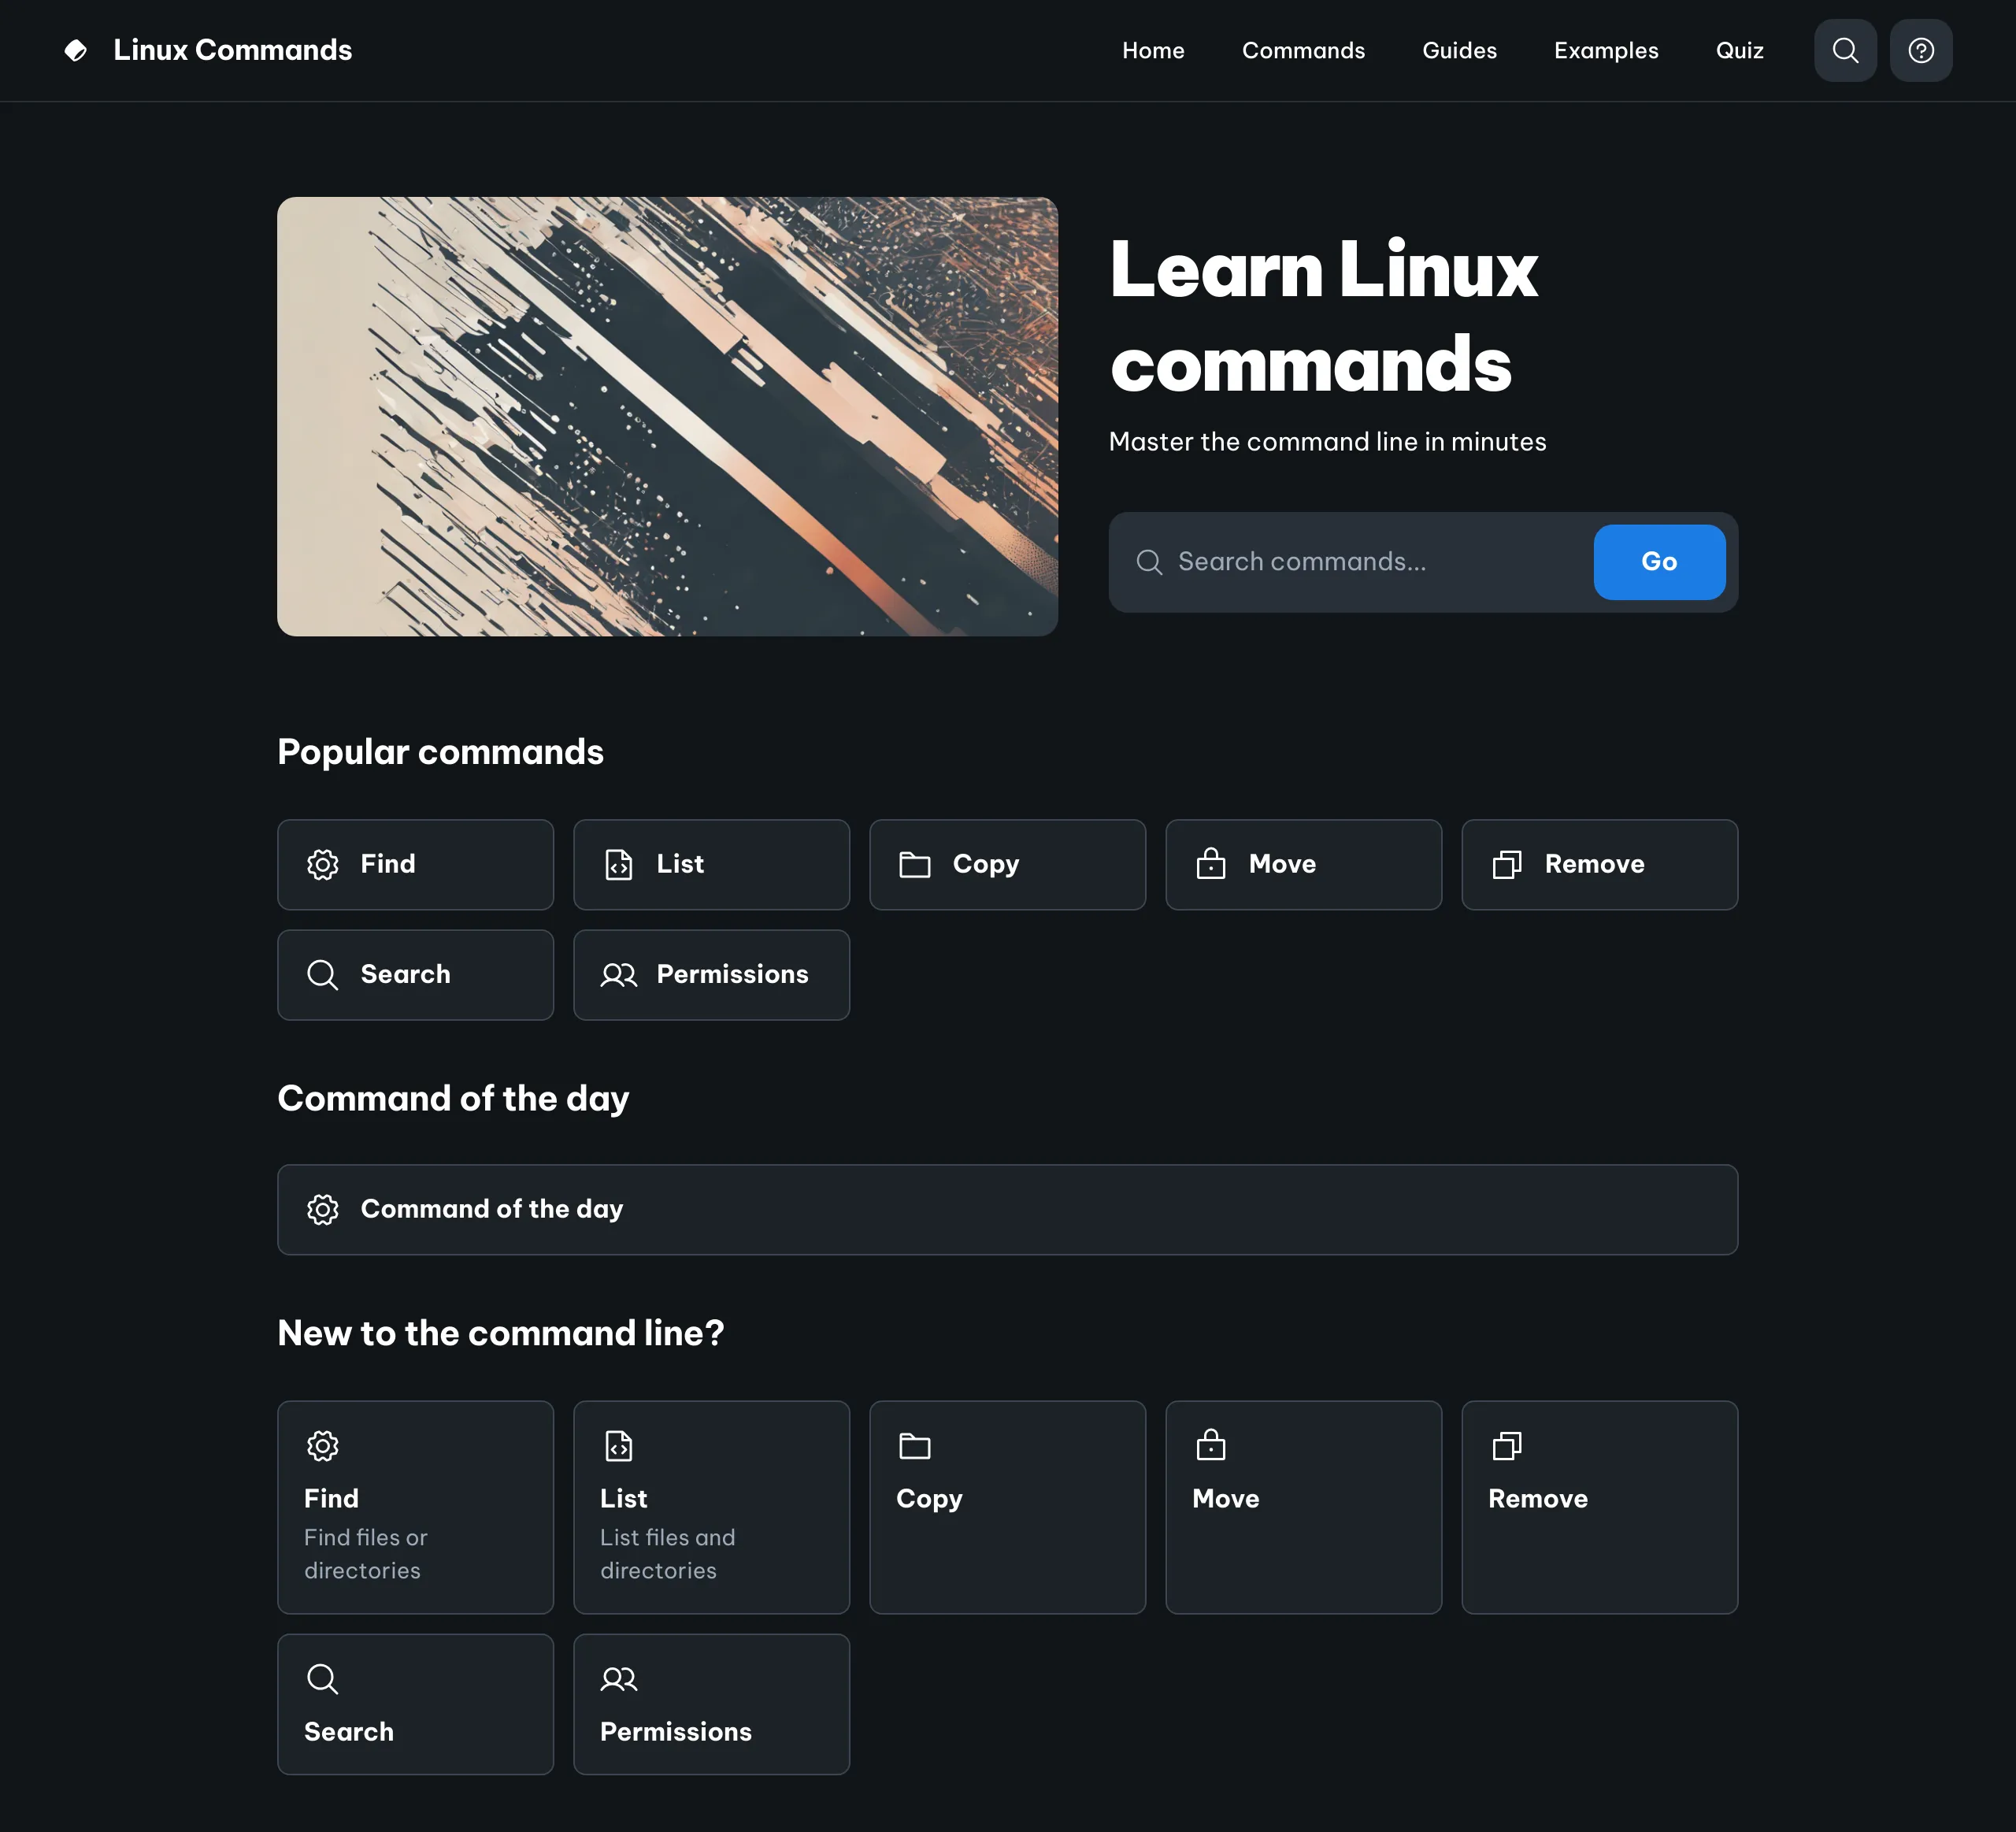 Linux Commands
Home
Commands
Guides
Examples
Quiz
Learn Linux
commands
Master the command line in minutes
Search commands...
Go
Popular commands
Find
List
Copy
Move
Remove
Search
Permissions
Command of the day
Command of the day
New to the command line?
Find
Find files or
directories
List
List files and
directories
Copy
Move
Remove
Search
Permissions